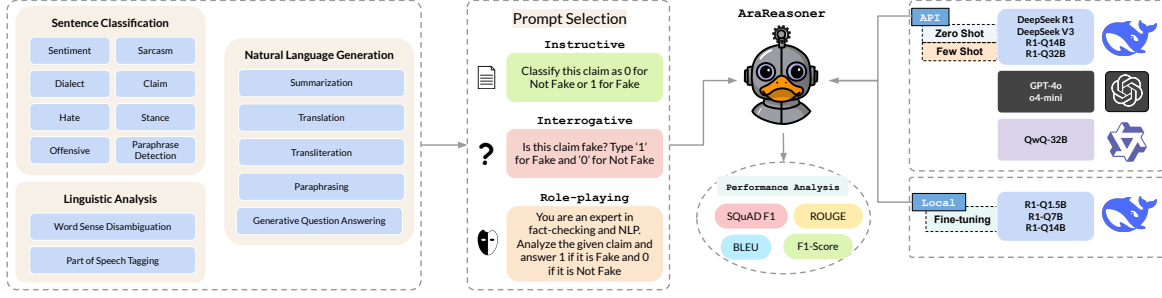 Sentence Classification
Sentiment
Sarcasm
Dialect
Claim
Hate
Stance
Offensive
Paraphrase
Detection
Linguistic Analysis
Word Sense Disambiguation
Part of Speech Tagging
Natural Language Generation
Summarization
Translation
Transliteration
Paraphrasing
Generative Question Answering
Prompt Selection
Instructive
Classify this claim as 0 for
Not Fake or 1 for Fake
Interrogative
?
Is this claim fake? Type ‘1’
for Fake and ‘0’ for Not Fake
Role-playing
You are an expert in
fact-checking and NLP.
Analyze the given claim and
answer 1 if it is Fake and 0
if it is Not Fake
AraReasoner
Performance Analysis
SQuAD F1
ROUGE
BLEU
F1-Score
API
Zero Shot
Few Shot
DeepSeek R1
DeepSeek V3
R1-Q14B
R1-Q32B
GPT-4o
o4-mini
QwQ-32B
Local
Fine-tuning
R1-Q1.5B
R1-Q7B
R1-Q14B